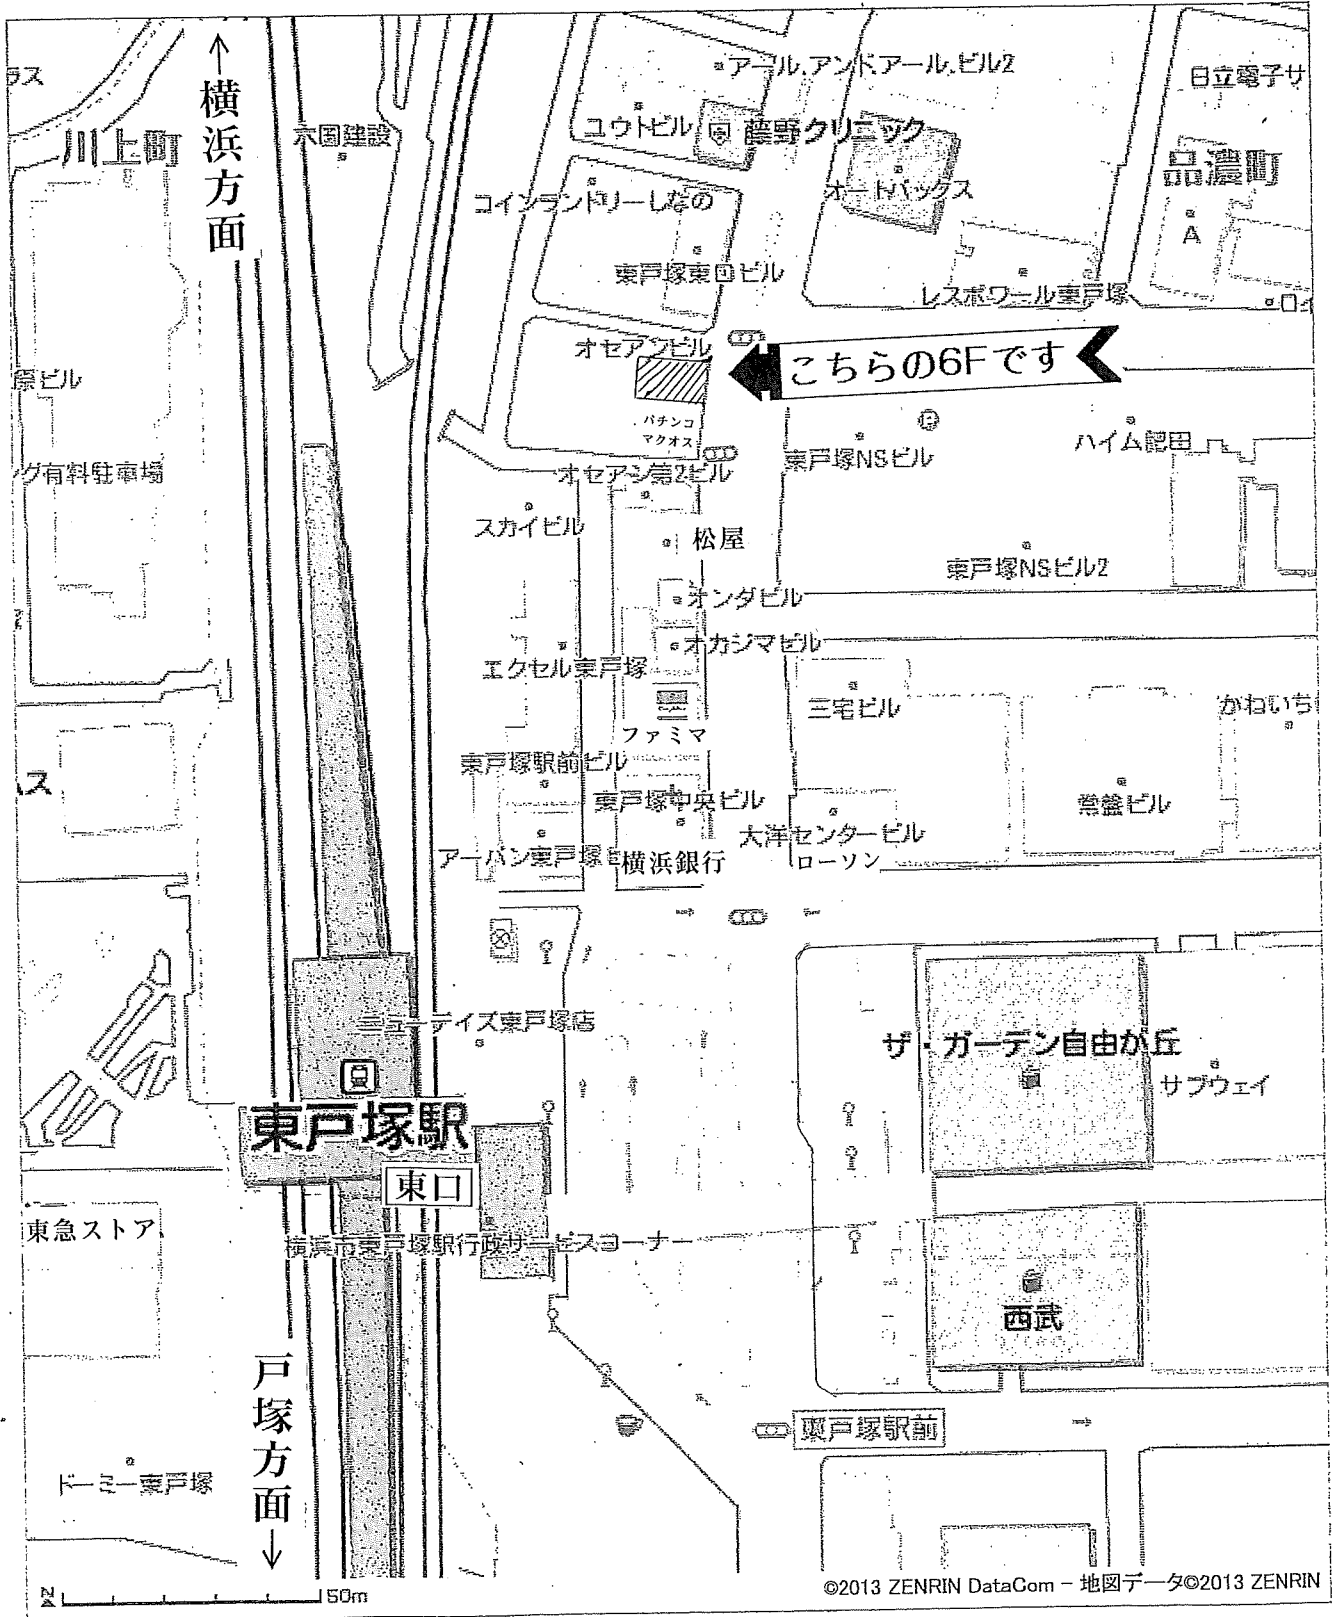 アール.アンド.アール.ビル2
日立電子サ
ラス
横浜方面
川上町
六国建設
ユウトビル
藤野クリニック
品濃町
オートバックス
コインランドリーしなの
A
東戸塚東口ビル
レスポワール東戸塚
オセアンビル
こちらの6Fです
原ビル
パチンコ
マクオス
P
ハイム認田
東戸塚NSビル
グ有料駐車場
オセアン第2ビル
スカイビル
松屋
東戸塚NSビル2
オンダビル
オカジマビル
エクセル東戸塚
三宅ビル
かねいち
ファミマ
東戸塚駅前ビル
東戸塚中央ビル
常盤ビル
大洋センタービル
アーバン東戸塚
横浜銀行
ローソン
ス
ニューデイズ東戸塚店
ザ・ガーデン自由が丘
サブウェイ
東戸塚駅
東口
東急ストア
横浜市東戸塚駅行政サービスコーナー
西武
戸塚方面
東戸塚駅前
ドーミー東戸塚
50m
©2013 ZENRIN DataCom - 地図データ©2013 ZENRIN